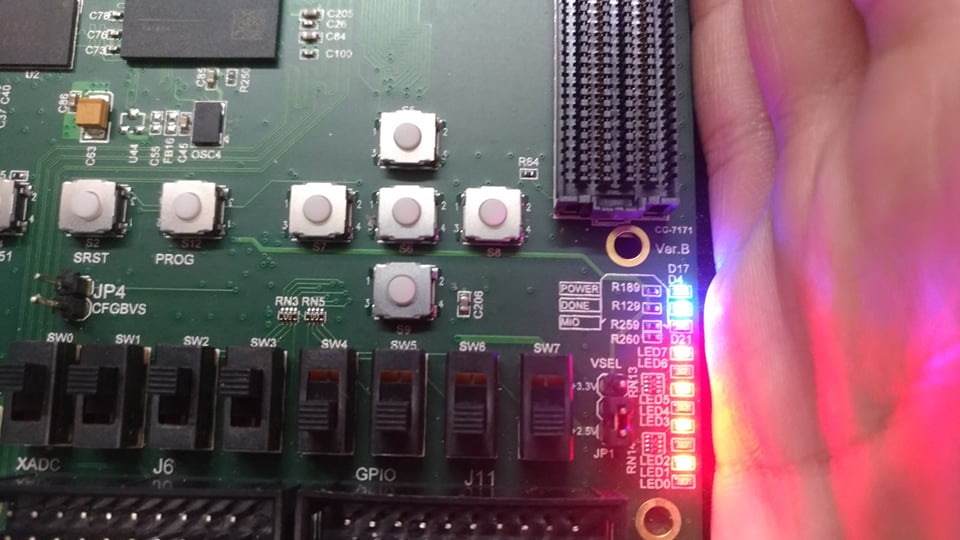 C78
C76
C73
U2
C205
C26
C84
C100
C40
C37
C86
C63
U44
C55
FB16
C45
C85
R250
OSC4
R64
S2
S12
S7
S6
S8
SRST
PROG
CG-7171
Ver.B
JP4
CFGBVS
RN3 RN5
C206
S9
POWER
DONE
MIO
R189
R129
R259
R260
D17
D4
D21
SW0 SW1 SW2 SW3 SW4 SW5 SW6 SW7
VSEL
+3.3V
+2.5V
JP1
RN13
RN14
LED7
LED6
LED5
LED4
LED3
LED2
LED1
LED0
XADC
J6
GPIO
J11